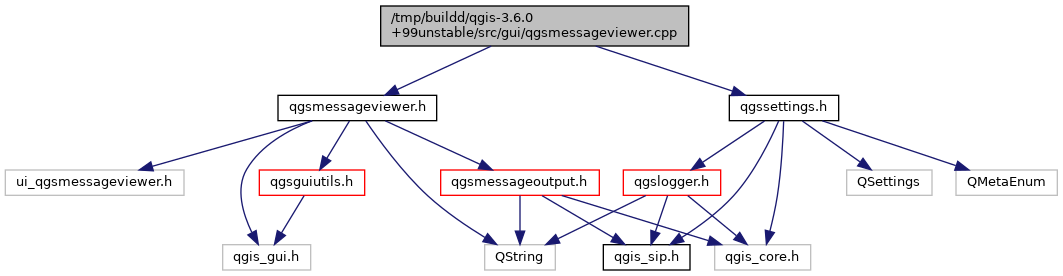 /tmp/buildd/qgis-3.6.0
+99unstable/src/gui/qgsmessageviewer.cpp
qgsmessageviewer.h
qgssettings.h
ui_qgsmessageviewer.h
qgsguiutils.h
qgsmessageoutput.h
qgslogger.h
QSettings
QMetaEnum
qgis_gui.h
QString
qgis_sip.h
qgis_core.h